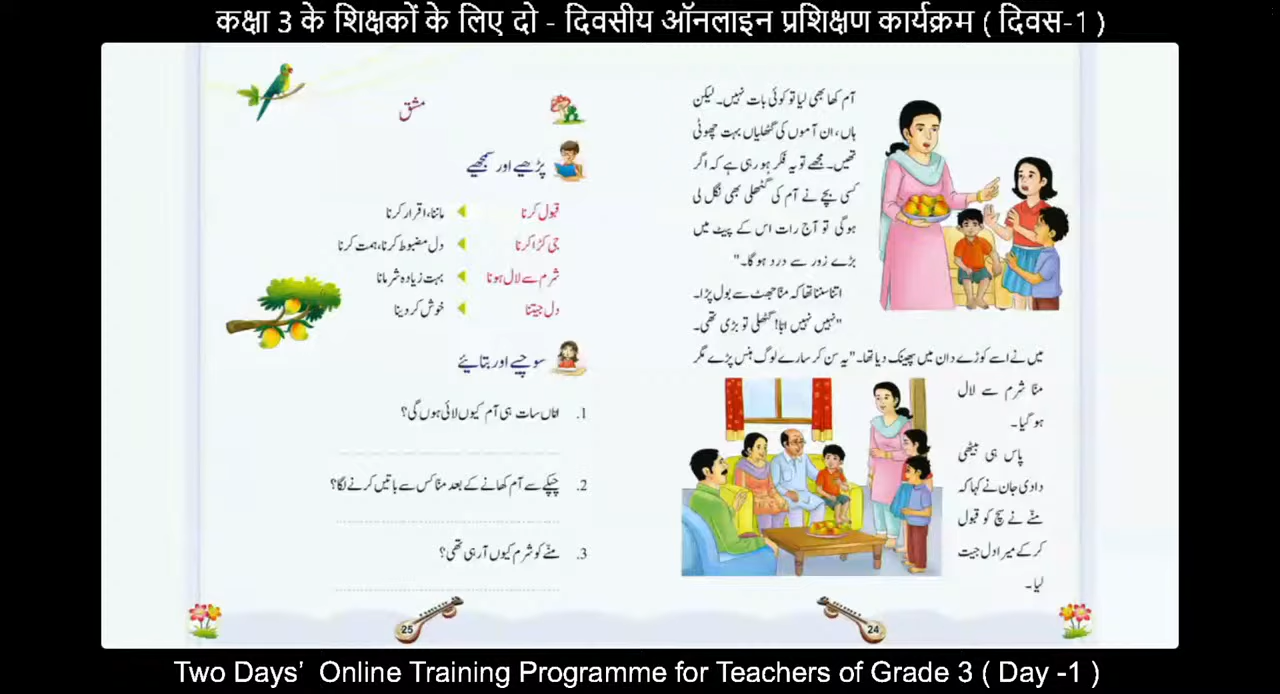 कक्षा 3 के शिक्षकों के लिए दो - दिवसीय ऑनलाइन प्रशिक्षण कार्यक्रम ( दिवस-1 )
آم کھا بھی لیا تو کوئی بات نہیں۔ لیکن
ہاں، ان آموں کی گٹھلیاں بہت چھوٹی
تھیں۔ مجھے تو یہ فکر ہو رہی ہے کہ اگر
کسی بچے نے آم کی گٹھلی بھی نگل لی
ہوگی تو آج رات اس کے پیٹ میں
بڑے زور سے درد ہوگا۔"
اتنا سننا تھا کہ منّا جھٹ سے بول پڑا۔
"نہیں نہیں ابّا! گٹھلی تو بڑی تھی۔
میں نے اسے کوڑے دان میں پھینک دیا تھا۔" یہ سن کر سارے لوگ ہنس پڑے مگر
منّا شرم سے لال
ہو گیا۔
پاس ہی بیٹھی
دادی جان نے کہا کہ
منّے نے سچ کو قبول
کر کے میرا دل جیت
لیا۔
24
مشق
پڑھیے اور سمجھیے
قبول کرنا ◀ ماننا، اقرار کرنا
جی کڑا کرنا ◀ دل مضبوط کرنا، ہمت کرنا
شرم سے لال ہونا ◀ بہت زیادہ شرمانا
دل جیتنا ◀ خوش کر دینا
سوچیے اور بتائیے
1. امّاں سات ہی آم کیوں لائی ہوں گی؟
2. چپکے سے آم کھانے کے بعد منّا کس سے باتیں کرنے لگا؟
3. منّے کو شرم کیوں آ رہی تھی؟
25
Two Days' Online Training Programme for Teachers of Grade 3 ( Day -1 )